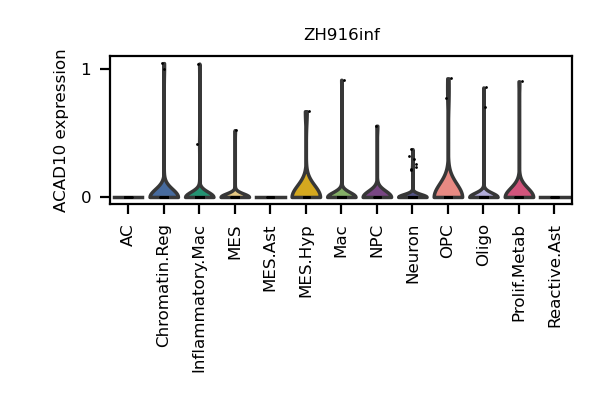 ZH916inf
ACAD10 expression
1
0
AC
Chromatin.Reg
Inflammatory.Mac
MES
MES.Ast
MES.Hyp
Mac
NPC
Neuron
OPC
Oligo
Prolif.Metab
Reactive.Ast